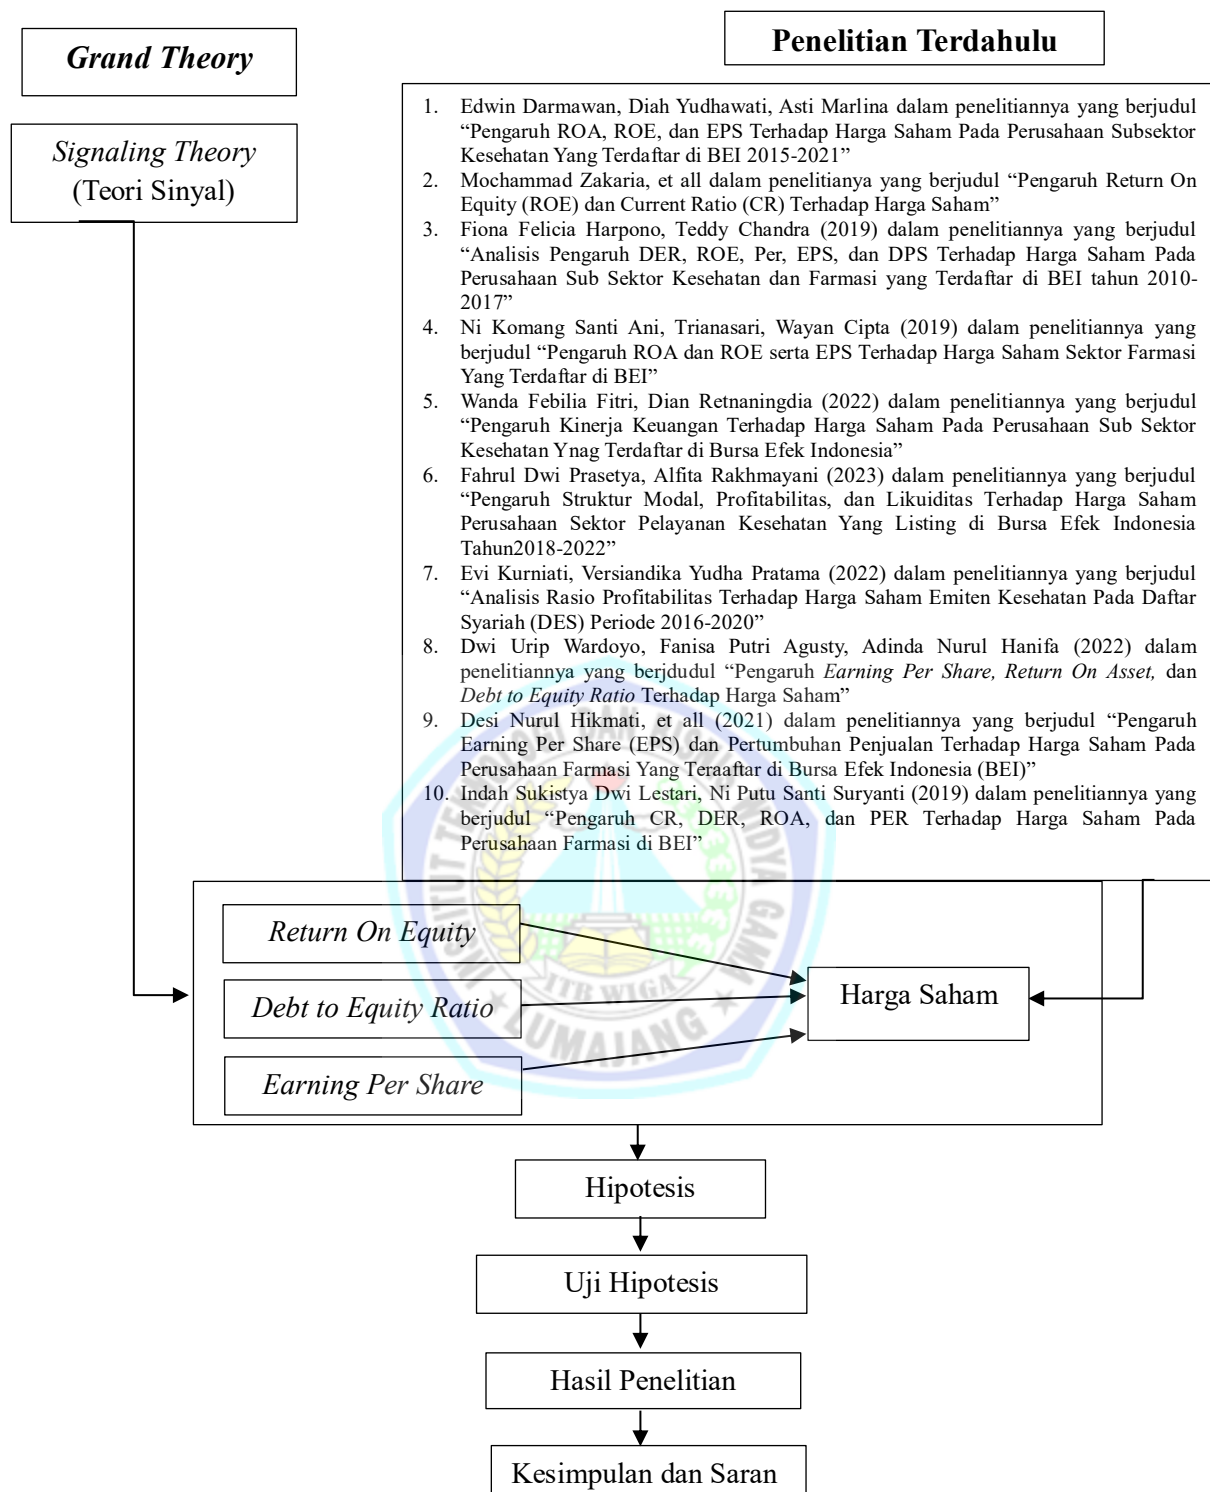 Grand Theory
Penelitian Terdahulu
Signaling Theory
(Teori Sinyal)
1. Edwin Darmawan, Diah Yudhawati, Asti Marlina dalam penelitiannya yang berjudul
“Pengaruh ROA, ROE, dan EPS Terhadap Harga Saham Pada Perusahaan Subsektor
Kesehatan Yang Terdaftar di BEI 2015-2021”
2. Mochammad Zakaria, et all dalam penelitianya yang berjudul “Pengaruh Return On
Equity (ROE) dan Current Ratio (CR) Terhadap Harga Saham”
3. Fiona Felicia Harpono, Teddy Chandra (2019) dalam penelitiannya yang berjudul
“Analisis Pengaruh DER, ROE, Per, EPS, dan DPS Terhadap Harga Saham Pada
Perusahaan Sub Sektor Kesehatan dan Farmasi yang Terdaftar di BEI tahun 2010-
2017”
4. Ni Komang Santi Ani, Trianasari, Wayan Cipta (2019) dalam penelitiannya yang
berjudul “Pengaruh ROA dan ROE serta EPS Terhadap Harga Saham Sektor Farmasi
Yang Terdaftar di BEI”
5. Wanda Febilia Fitri, Dian Retnaningdia (2022) dalam penelitiannya yang berjudul
“Pengaruh Kinerja Keuangan Terhadap Harga Saham Pada Perusahaan Sub Sektor
Kesehatan Ynag Terdaftar di Bursa Efek Indonesia”
6. Fahrul Dwi Prasetya, Alfita Rakhmayani (2023) dalam penelitiannya yang berjudul
“Pengaruh Struktur Modal, Profitabilitas, dan Likuiditas Terhadap Harga Saham
Perusahaan Sektor Pelayanan Kesehatan Yang Listing di Bursa Efek Indonesia
Tahun2018-2022”
7. Evi Kurniati, Versiandika Yudha Pratama (2022) dalam penelitiannya yang berjudul
“Analisis Rasio Profitabilitas Terhadap Harga Saham Emiten Kesehatan Pada Daftar
Syariah (DES) Periode 2016-2020”
8. Dwi Urip Wardoyo, Fanisa Putri Agusty, Adinda Nurul Hanifa (2022) dalam
penelitiannya yang berjdudul “Pengaruh Earning Per Share, Return On Asset, dan
Debt to Equity Ratio Terhadap Harga Saham”
9. Desi Nurul Hikmati, et all (2021) dalam penelitiannya yang berjudul “Pengaruh
Earning Per Share (EPS) dan Pertumbuhan Penjualan Terhadap Harga Saham Pada
Perusahaan Farmasi Yang Teraaftar di Bursa Efek Indonesia (BEI)”
10. Indah Sukistya Dwi Lestari, Ni Putu Santi Suryanti (2019) dalam penelitiannya yang
berjudul “Pengaruh CR, DER, ROA, dan PER Terhadap Harga Saham Pada
Perusahaan Farmasi di BEI”
INSTITUT TEKNOLOGI DAN BISNIS WIDYA GAMA
ITB WIGA
LUMAJANG
Return On Equity
Debt to Equity Ratio
Earning Per Share
Harga Saham
Hipotesis
Uji Hipotesis
Hasil Penelitian
Kesimpulan dan Saran